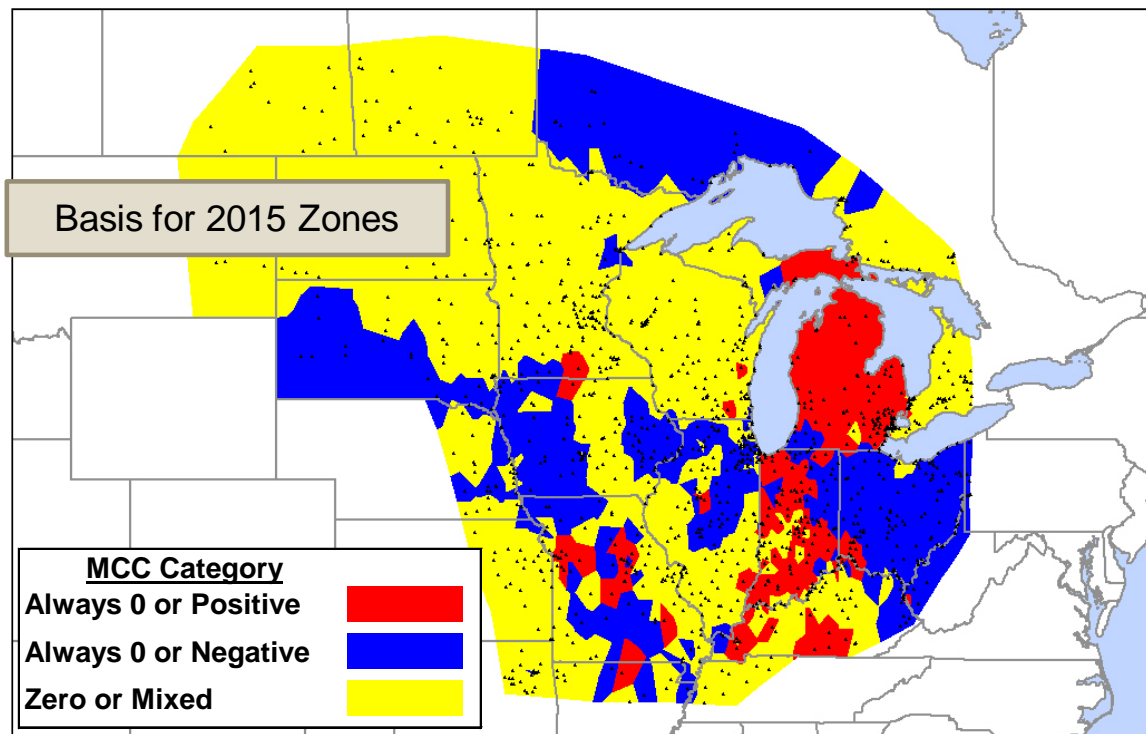 Basis for 2015 Zones
MCC Category
Always 0 or Positive
Always 0 or Negative
Zero or Mixed